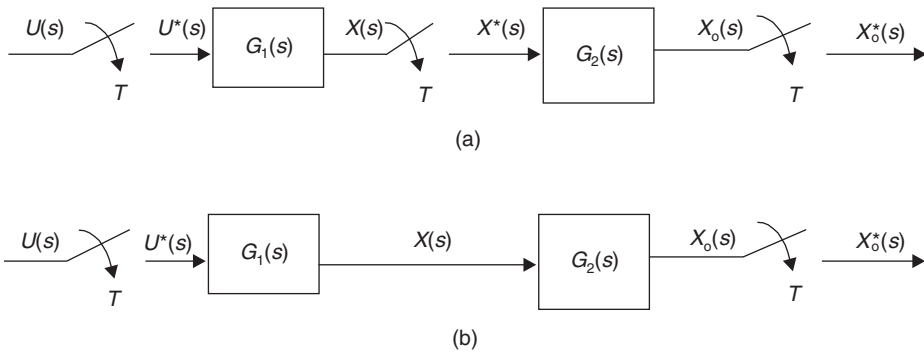 U(s) U*(s) G₁(s) X(s) X*(s) G₂(s) Xₒ(s) Xₒ*(s)
T T T
(a)
U(s) U*(s) G₁(s) X(s) G₂(s) Xₒ(s) Xₒ*(s)
T T
(b)